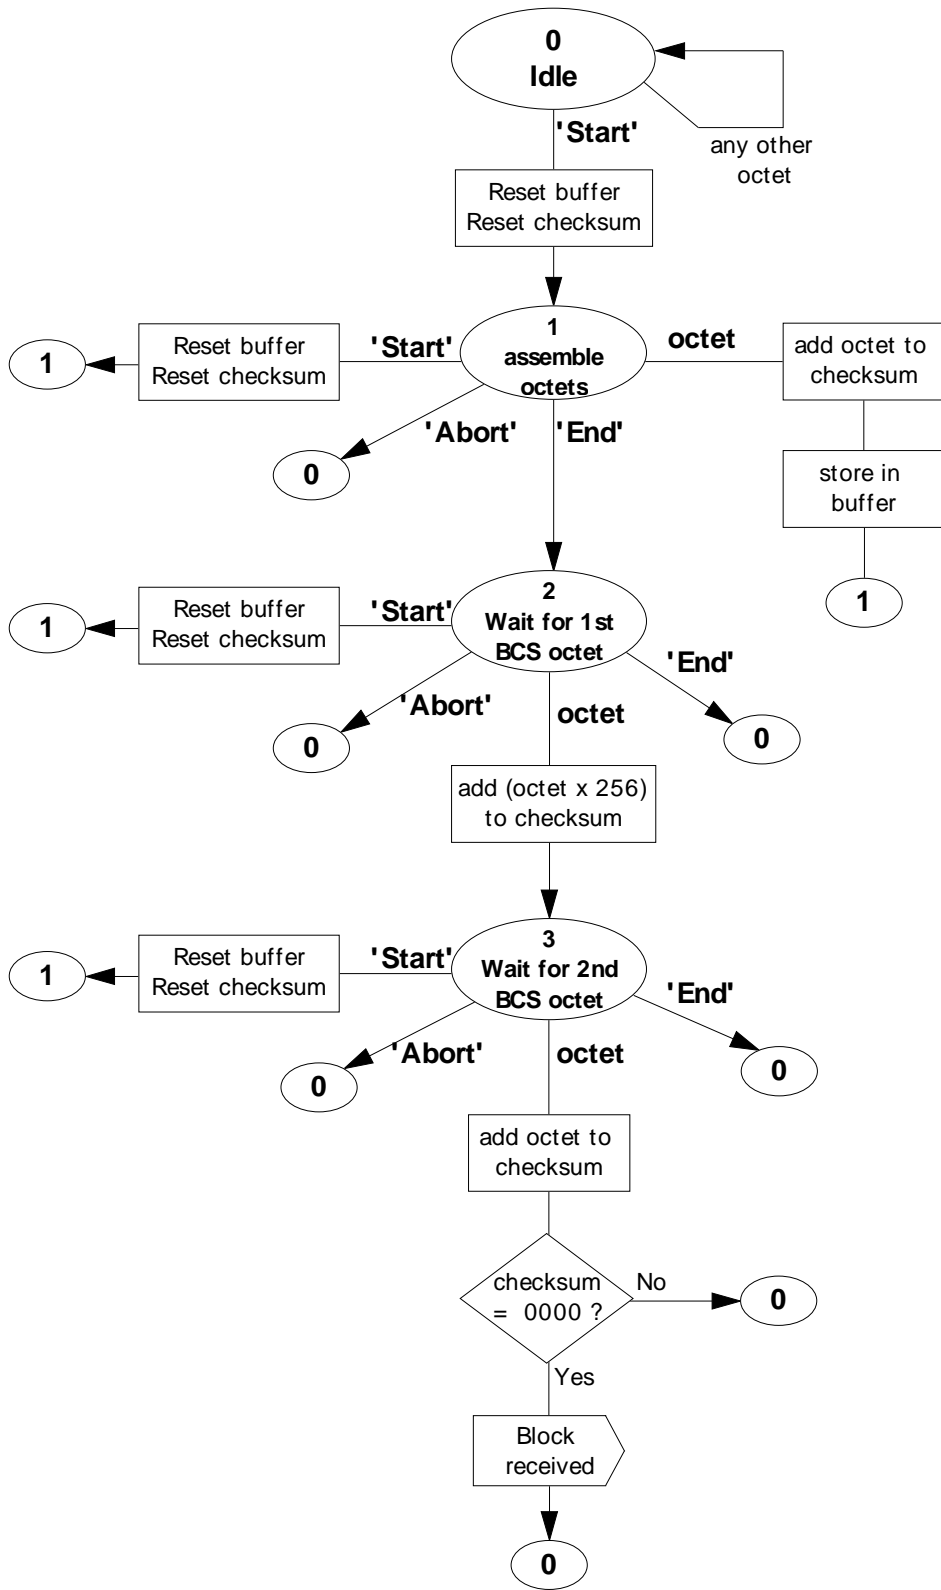 0
Idle
'Start'
any other
octet
Reset buffer
Reset checksum
1
assemble
octets
'Start'
Reset buffer
Reset checksum
1
octet
add octet to
checksum
'Abort'
'End'
0
store in
buffer
1
2
Wait for 1st
BCS octet
'Start'
Reset buffer
Reset checksum
1
'End'
'Abort'
octet
0
0
add (octet x 256)
to checksum
3
Wait for 2nd
BCS octet
'Start'
Reset buffer
Reset checksum
1
'End'
'Abort'
octet
0
0
add octet to
checksum
checksum
= 0000 ?
No
0
Yes
Block
received
0